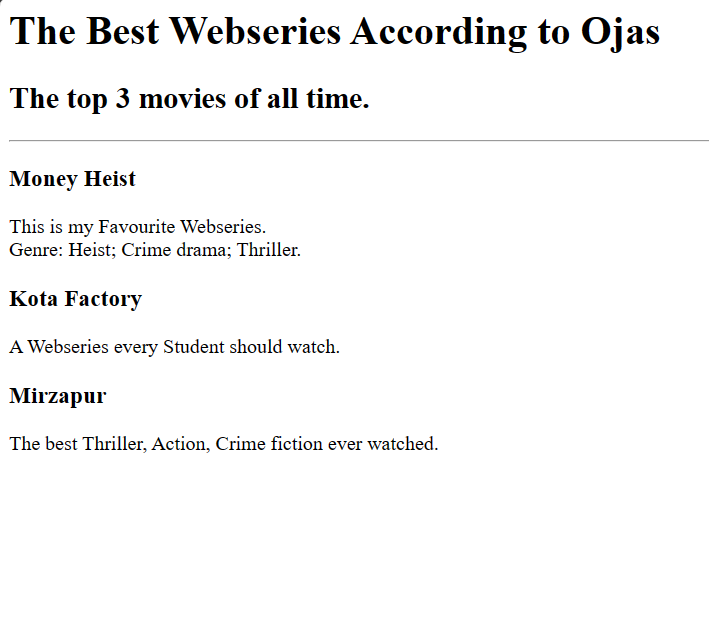 The Best Webseries According to Ojas
The top 3 movies of all time.
Money Heist
This is my Favourite Webseries.
Genre: Heist; Crime drama; Thriller.
Kota Factory
A Webseries every Student should watch.
Mirzapur
The best Thriller, Action, Crime fiction ever watched.